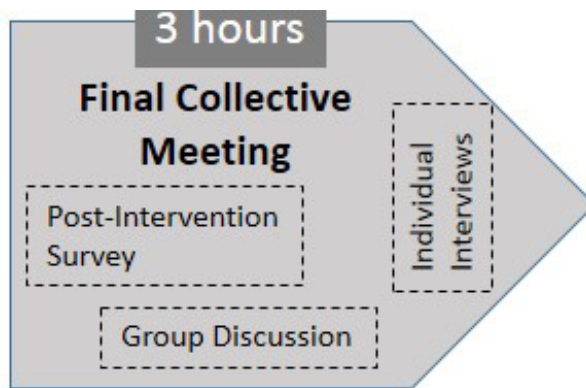 3 hours
Final Collective
Meeting
Post-Intervention
Survey
Group Discussion
Individual
Interviews